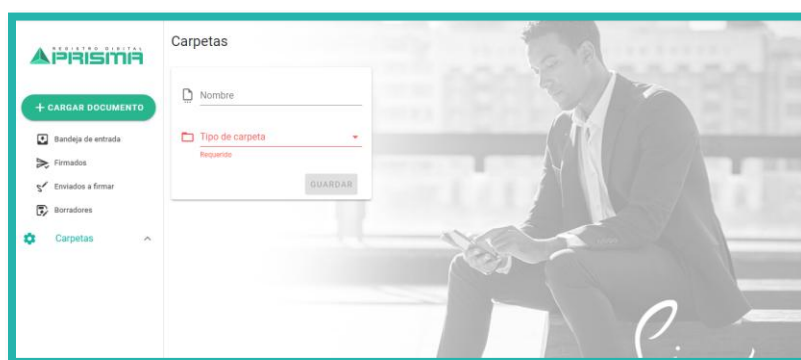 REGISTRO DIGITAL
PRISMA
Carpetas
+ CARGAR DOCUMENTO
Bandeja de entrada
Firmados
Enviados a firmar
Borradores
Carpetas
Nombre
Tipo de carpeta
Requerido.
GUARDAR